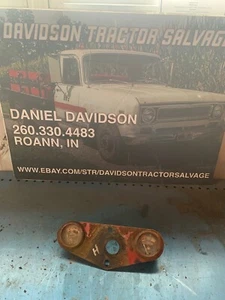 DAVIDSON TRACTOR SALVAGE
DANIEL DAVIDSON
260.330.4483
ROANN, IN
WWW.EBAY.COM/STR/DAVIDSONTRACTORSALVAGE
H